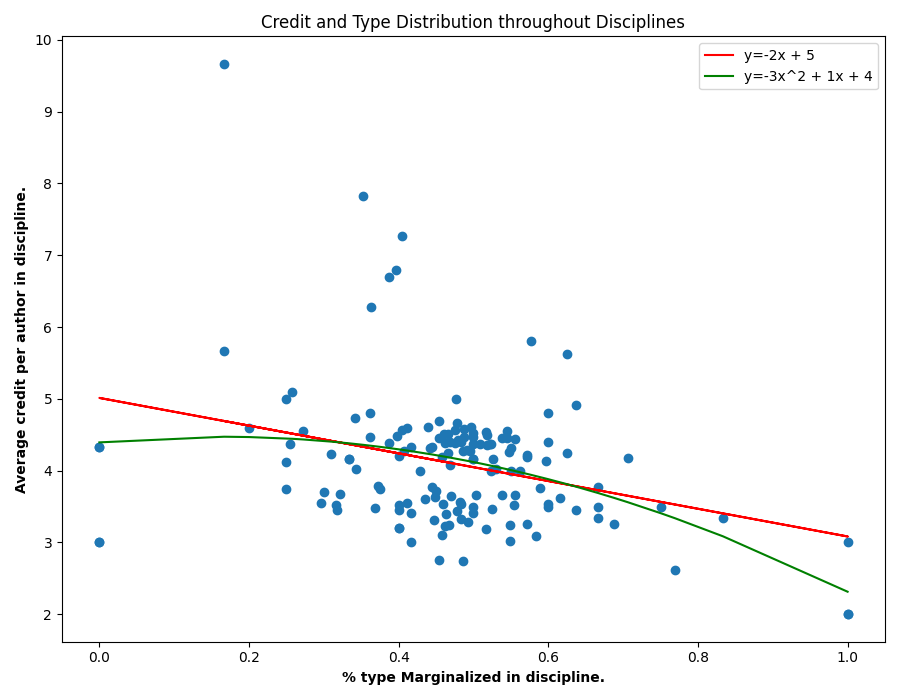 Credit and Type Distribution throughout Disciplines
y=-2x + 5
y=-3x^2 + 1x + 4
10
9
8
7
6
5
4
3
2
Average credit per author in discipline.
0.0 0.2 0.4 0.6 0.8 1.0
% type Marginalized in discipline.